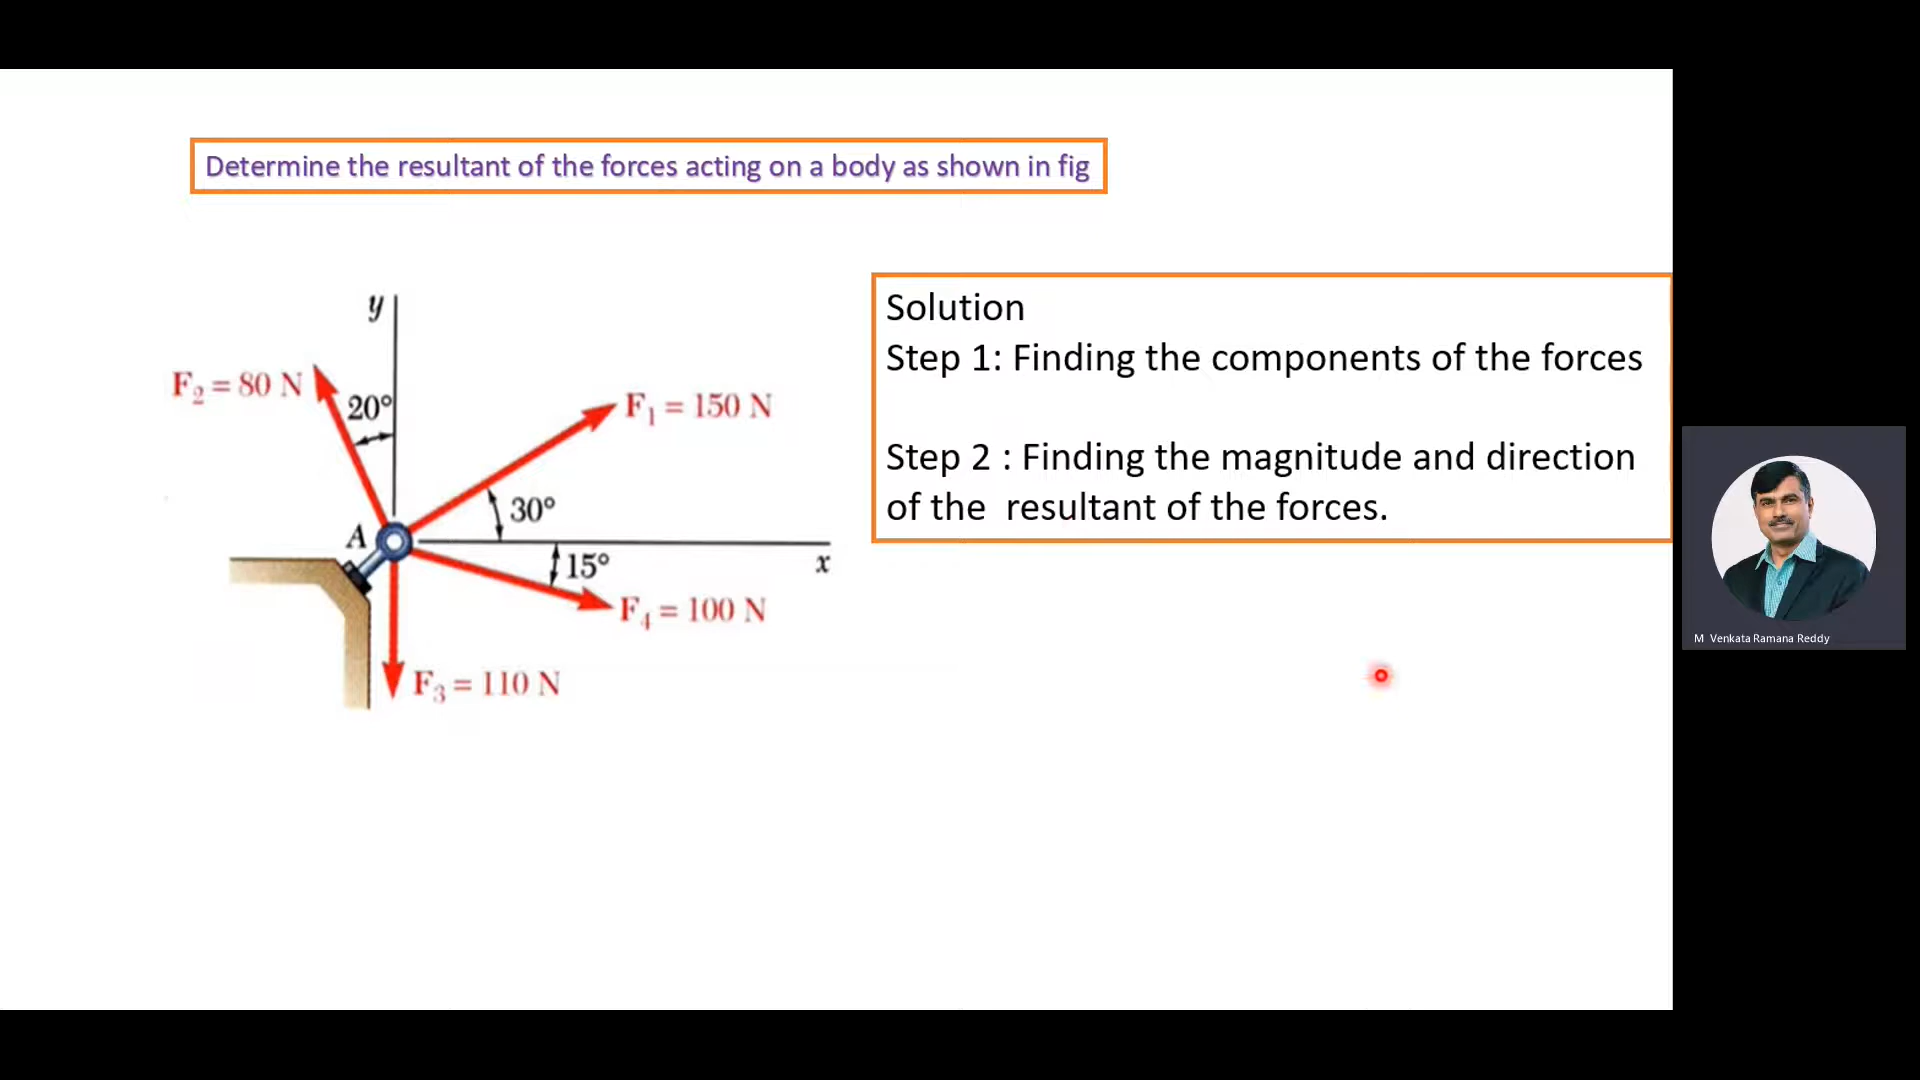 Determine the resultant of the forces acting on a body as shown in fig
y
F₂ = 80 N
20°
F₁ = 150 N
30°
A
x
15°
F₄ = 100 N
F₃ = 110 N
Solution
Step 1: Finding the components of the forces
Step 2 : Finding the magnitude and direction
of the resultant of the forces.
M Venkata Ramana Reddy